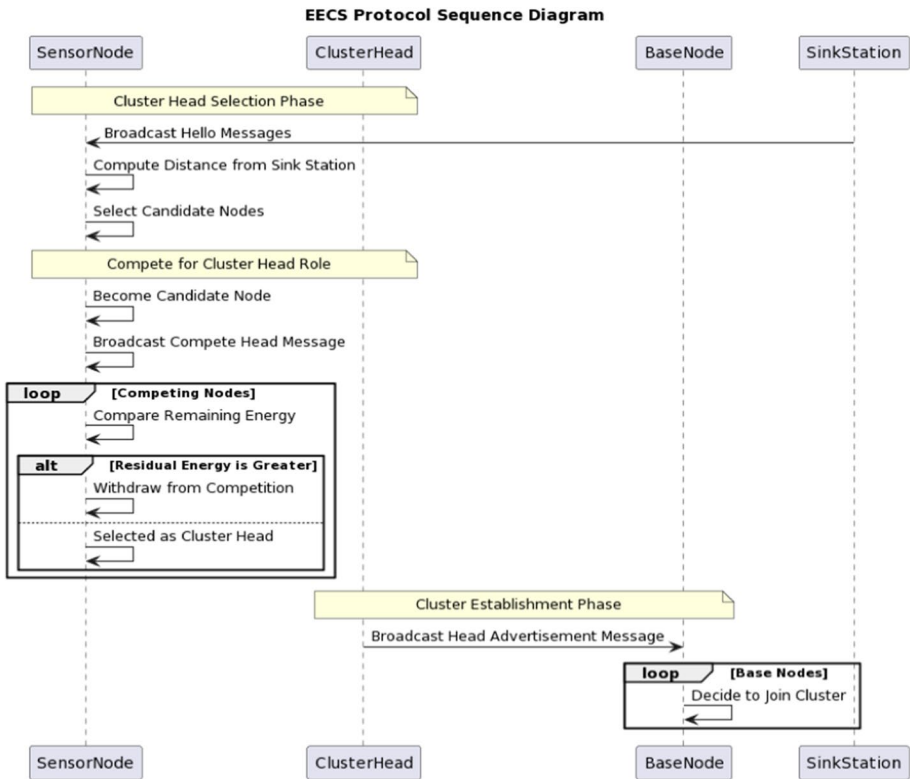 EECS Protocol Sequence Diagram
SensorNode ClusterHead BaseNode SinkStation
Cluster Head Selection Phase
Broadcast Hello Messages
Compute Distance from Sink Station
Select Candidate Nodes
Compete for Cluster Head Role
Become Candidate Node
Broadcast Compete Head Message
loop [Competing Nodes]
Compare Remaining Energy
alt [Residual Energy is Greater]
Withdraw from Competition
Selected as Cluster Head
Cluster Establishment Phase
Broadcast Head Advertisement Message
loop [Base Nodes]
Decide to Join Cluster
SensorNode ClusterHead BaseNode SinkStation